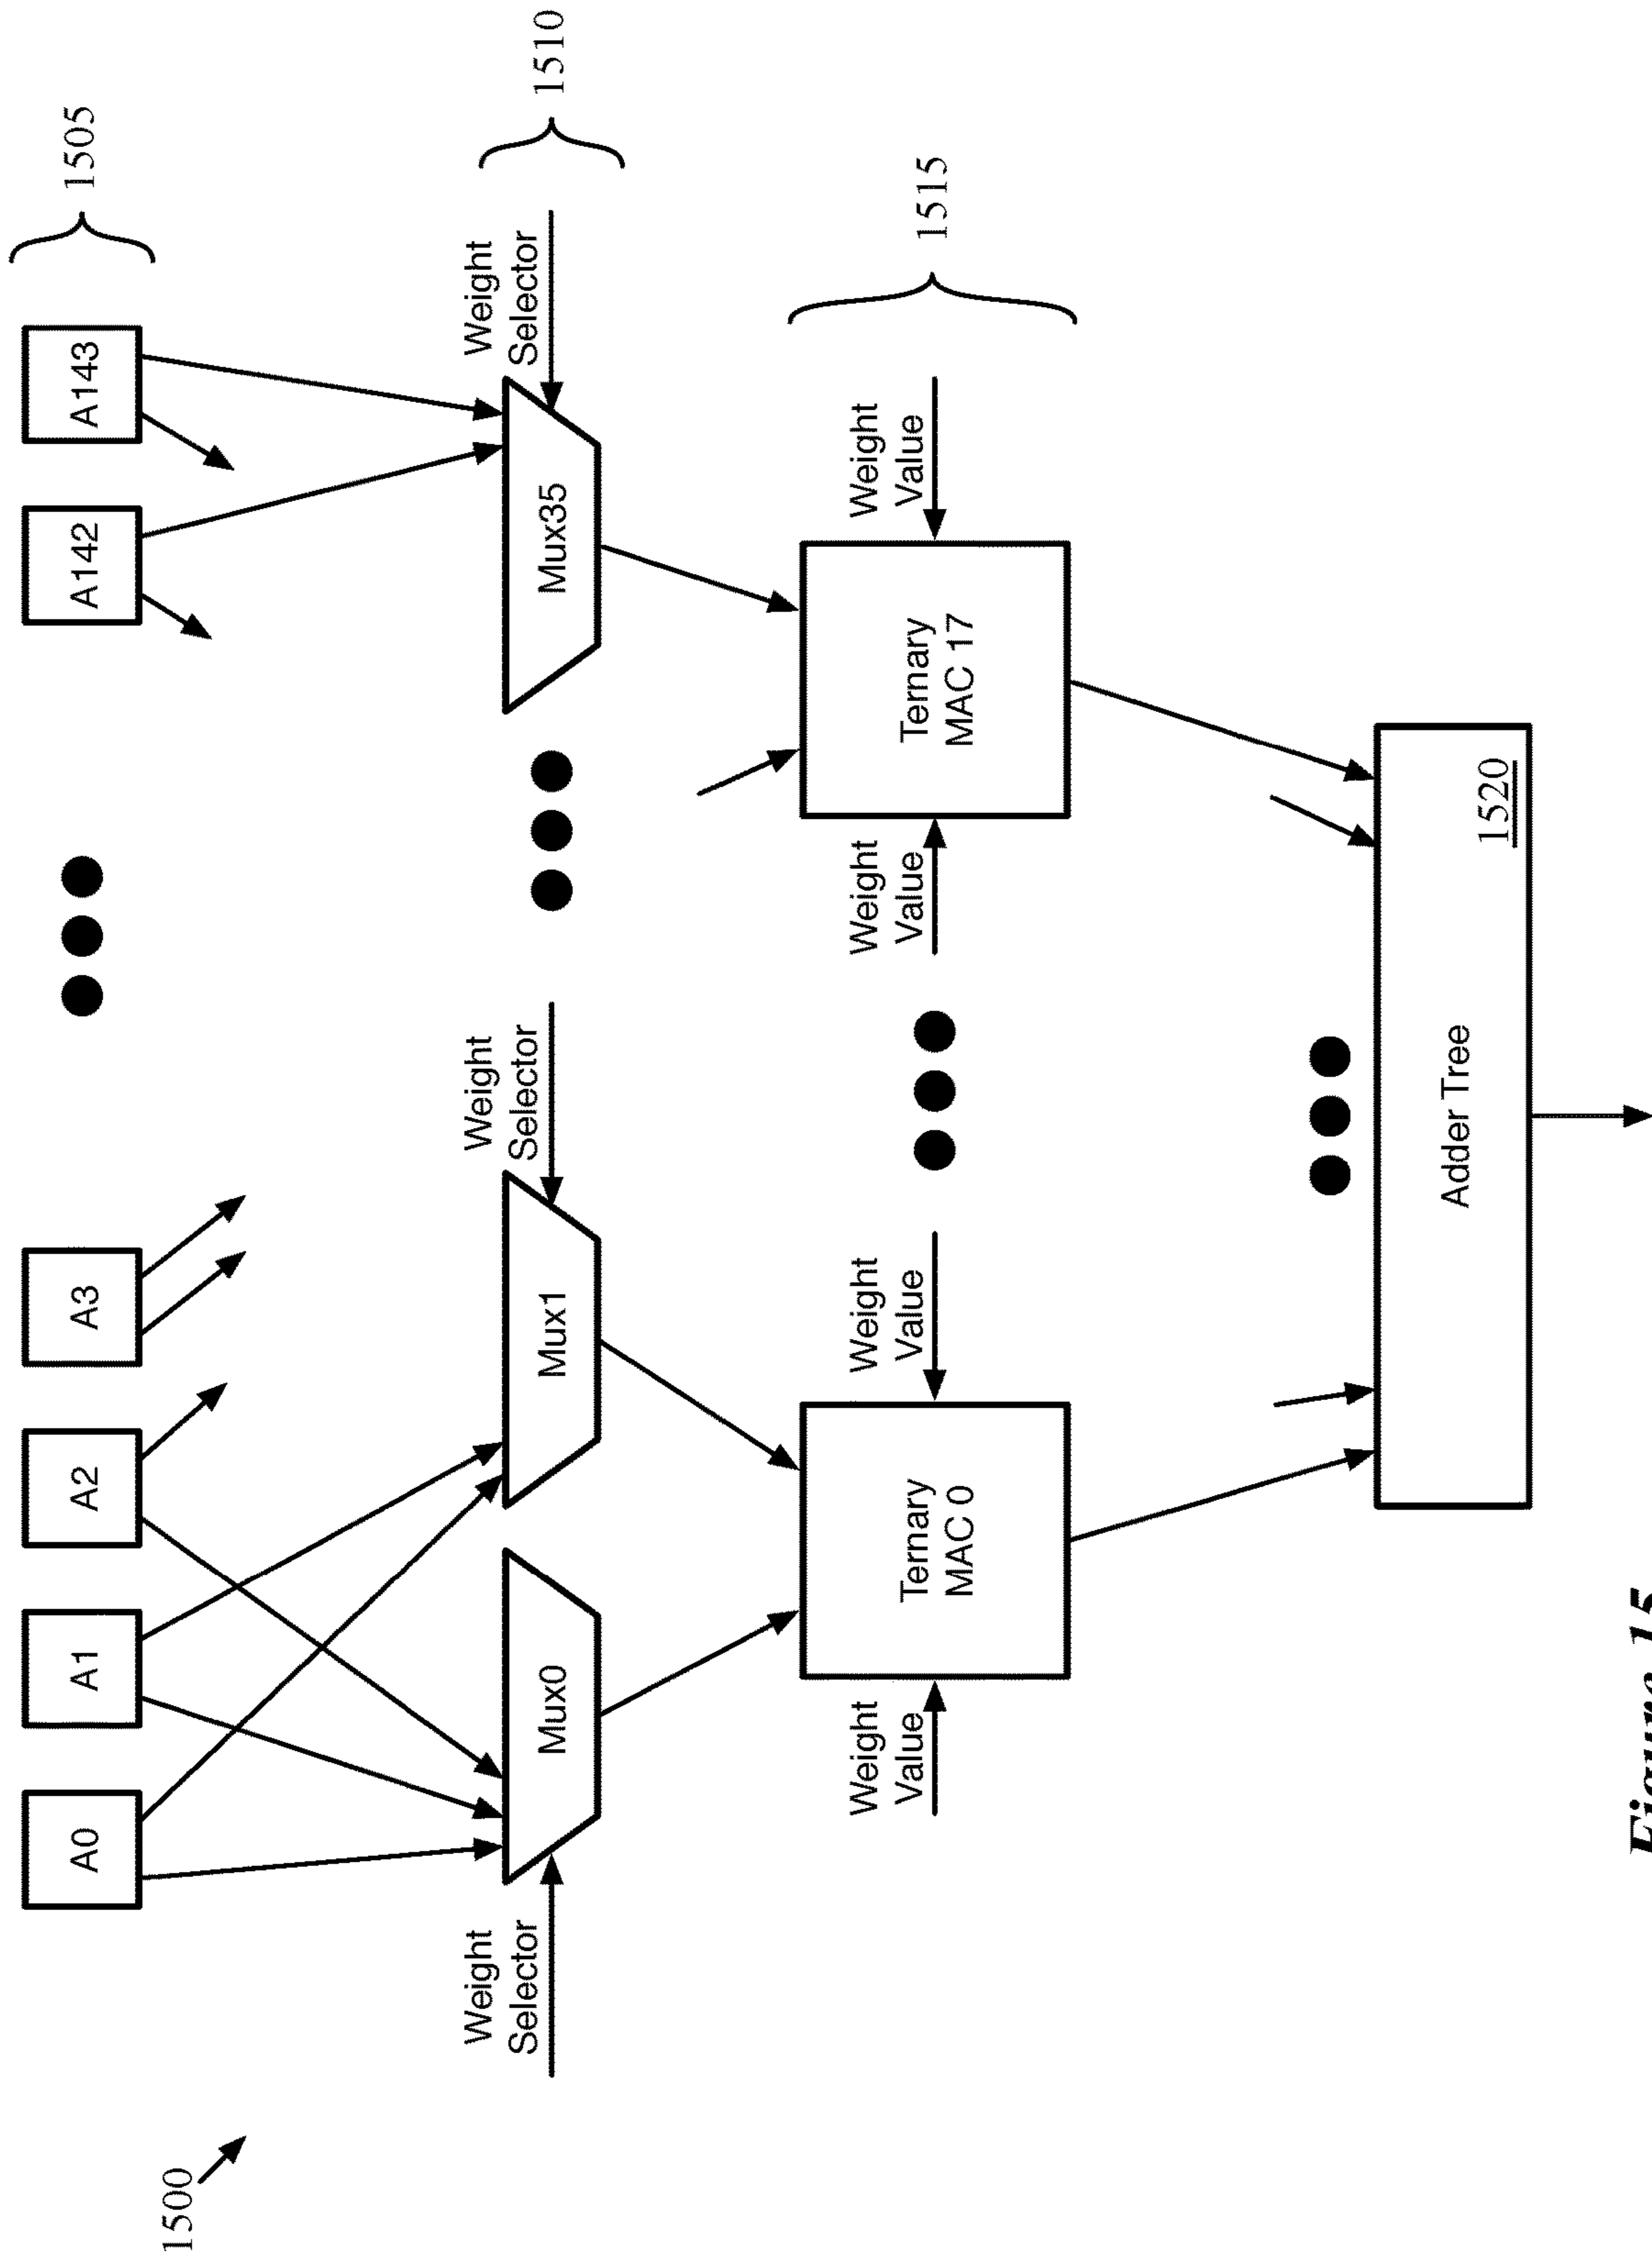 1500
A0
A1
A2
A3
A142
A143
1505
Weight
Selector
Mux0
Mux1
Weight
Selector
Mux35
Weight
Selector
1510
Weight
Value
Ternary
MAC 0
Weight
Value
Weight
Value
Ternary
MAC 17
Weight
Value
1515
Adder Tree
1520
Figure 15